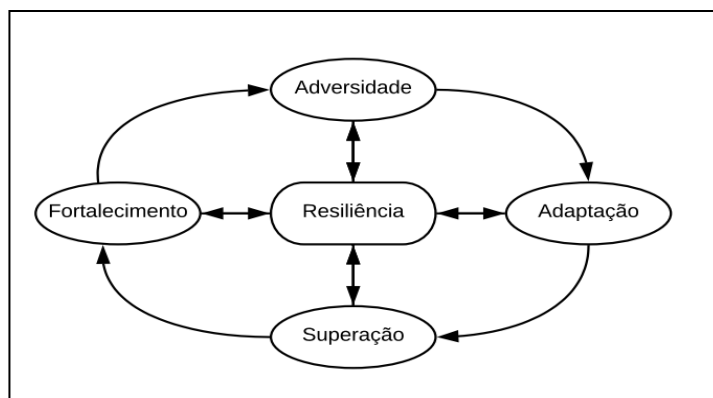 Adversidade
Fortalecimento
Resiliência
Adaptação
Superação